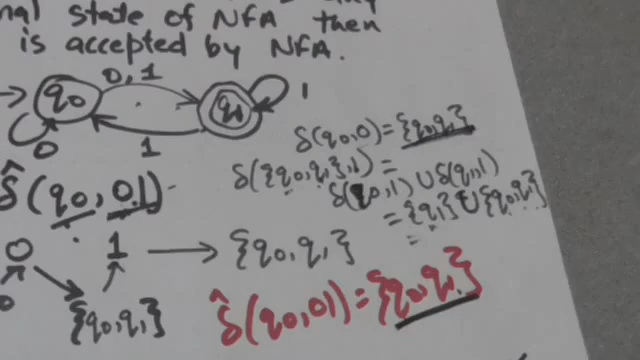 nal state of NFA then
is accepted by NFA.
0,1
q0 q1 1
0 1
δ(q0,0) = {q0,q1}
δ({q0,q1},1) =
δ(q0,1) ∪ δ(q1,1)
= {q1} ∪ {q0,q1}
=
δ̂(q0, 01)
0 1 → {q0,q1}
{q0,q1}
δ̂(q0,01) = {q0,q1}